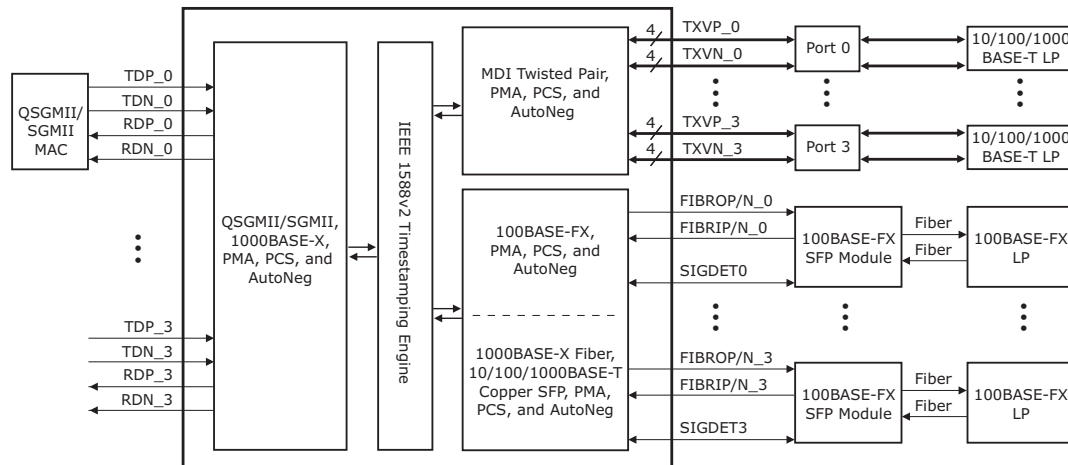 QSGMII/
SGMII
MAC
TDP_0
TDN_0
RDP_0
RDN_0
TDP_3
TDN_3
RDP_3
RDN_3
QSGMII/SGMII,
1000BASE-X,
PMA, PCS, and
AutoNeg
IEEE 1588v2 Timestamping Engine
MDI Twisted Pair,
PMA, PCS, and
AutoNeg
100BASE-FX,
PMA, PCS, and
AutoNeg
1000BASE-X Fiber,
10/100/1000BASE-T
Copper SFP, PMA,
PCS, and AutoNeg
4
TXVP_0
4
TXVN_0
4
TXVP_3
4
TXVN_3
Port 0
Port 3
10/100/1000
BASE-T LP
10/100/1000
BASE-T LP
FIBROP/N_0
FIBRIP/N_0
SIGDET0
100BASE-FX
SFP Module
Fiber
Fiber
100BASE-FX
LP
FIBROP/N_3
FIBRIP/N_3
SIGDET3
100BASE-FX
SFP Module
Fiber
Fiber
100BASE-FX
LP